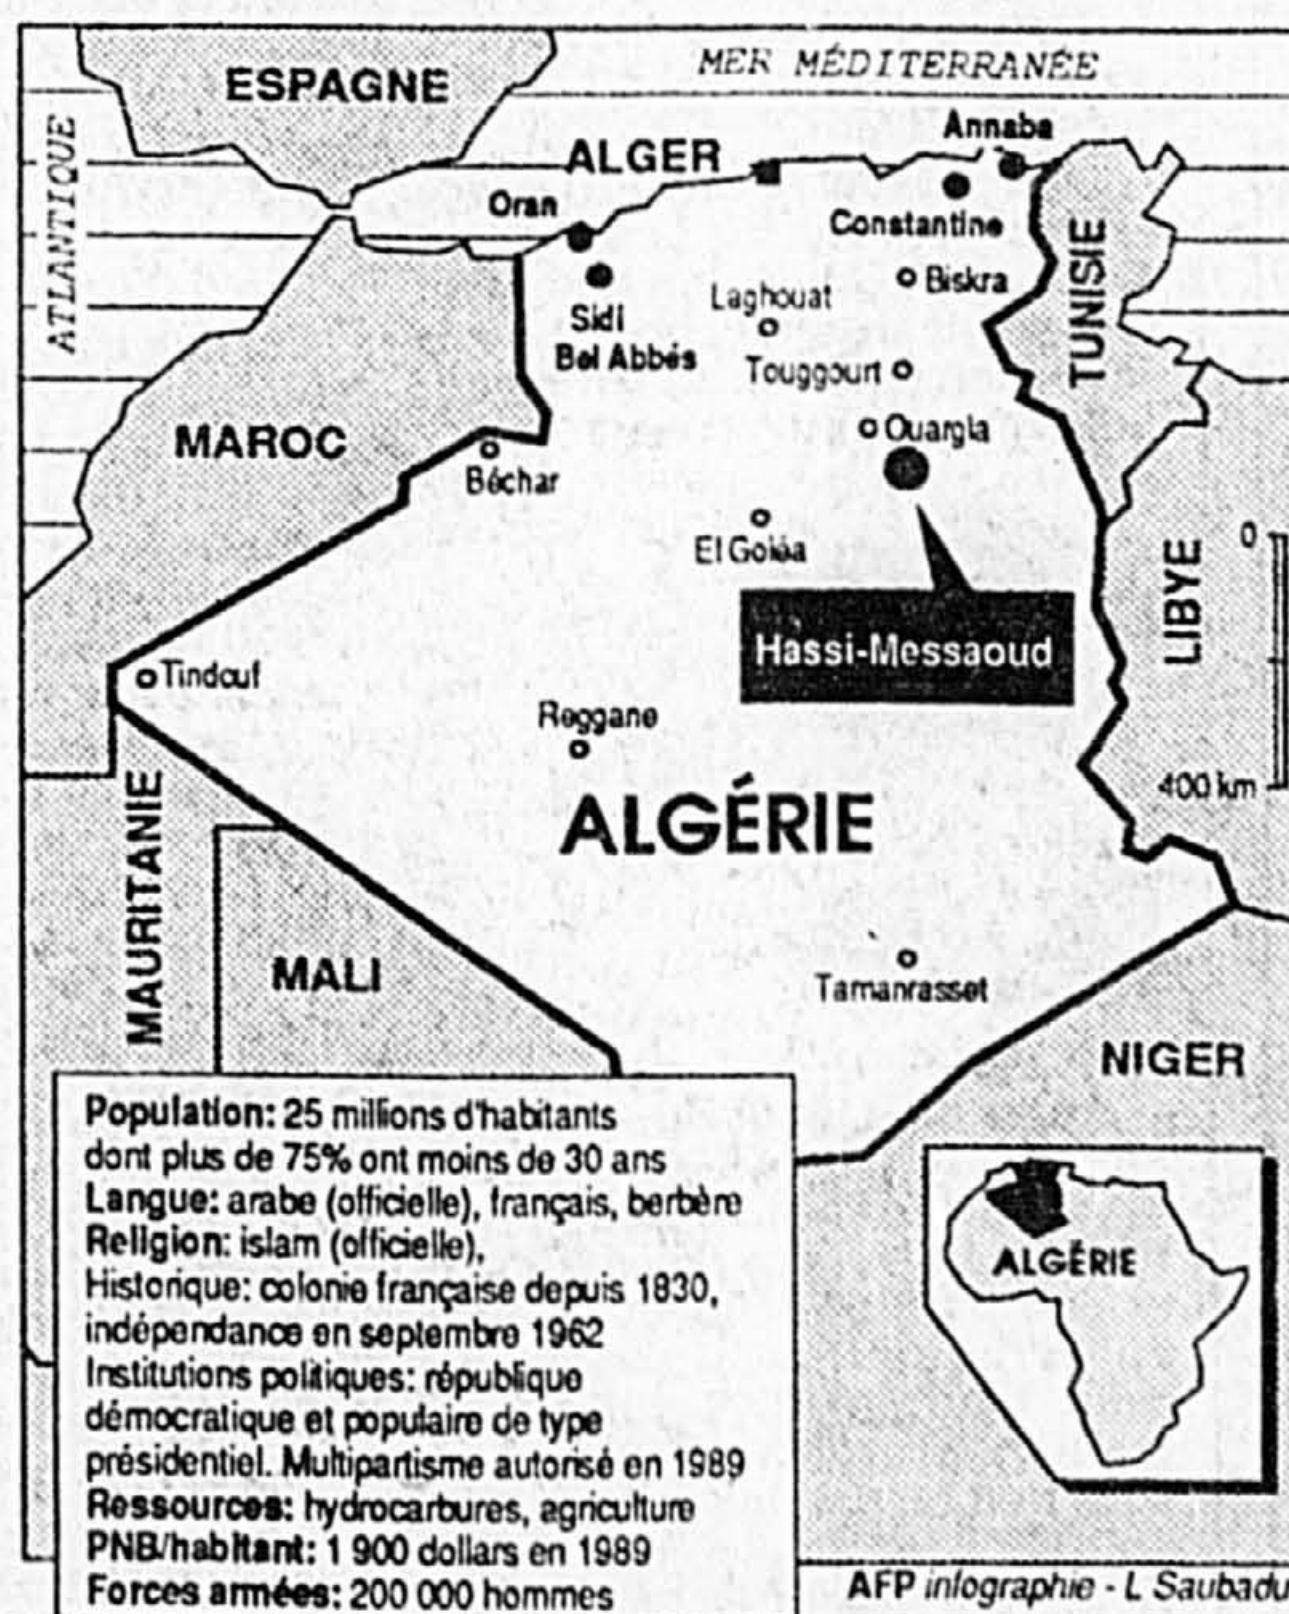 MER MÉDITERRANÉE
ESPAGNE
ATLANTIQUE
ALGER
Annaba
Oran
Constantine
Biskra
Laghouat
Sidi
Bel Abbés
TUNISIE
Touggourt
Ouargla
MAROC
Béchar
El Goléa
0
LIBYE
Hassi-Messaoud
Tindouf
Reggane
400 km
ALGÉRIE
MAURITANIE
MALI
Tamanrasset
NIGER
Population: 25 millions d'habitants
dont plus de 75% ont moins de 30 ans
Langue: arabe (officielle), français, berbère
Religion: islam (officielle),
Historique: colonie française depuis 1830,
indépendance en septembre 1962
Institutions politiques: république
démocratique et populaire de type
présidentiel. Multipartisme autorisé en 1989
Ressources: hydrocarbures, agriculture
PNB/habitant: 1 900 dollars en 1989
Forces armées: 200 000 hommes
ALGÉRIE
AFP infographie - L Saubadu